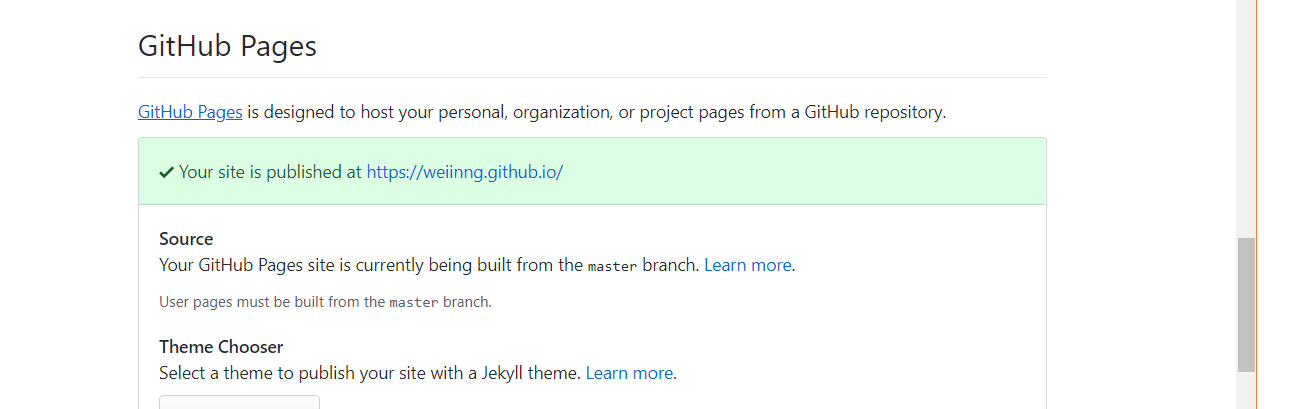 GitHub Pages
GitHub Pages is designed to host your personal, organization, or project pages from a GitHub repository.
✔ Your site is published at https://weiinng.github.io/
Source
Your GitHub Pages site is currently being built from the master branch. Learn more.
User pages must be built from the master branch.
Theme Chooser
Select a theme to publish your site with a Jekyll theme. Learn more.